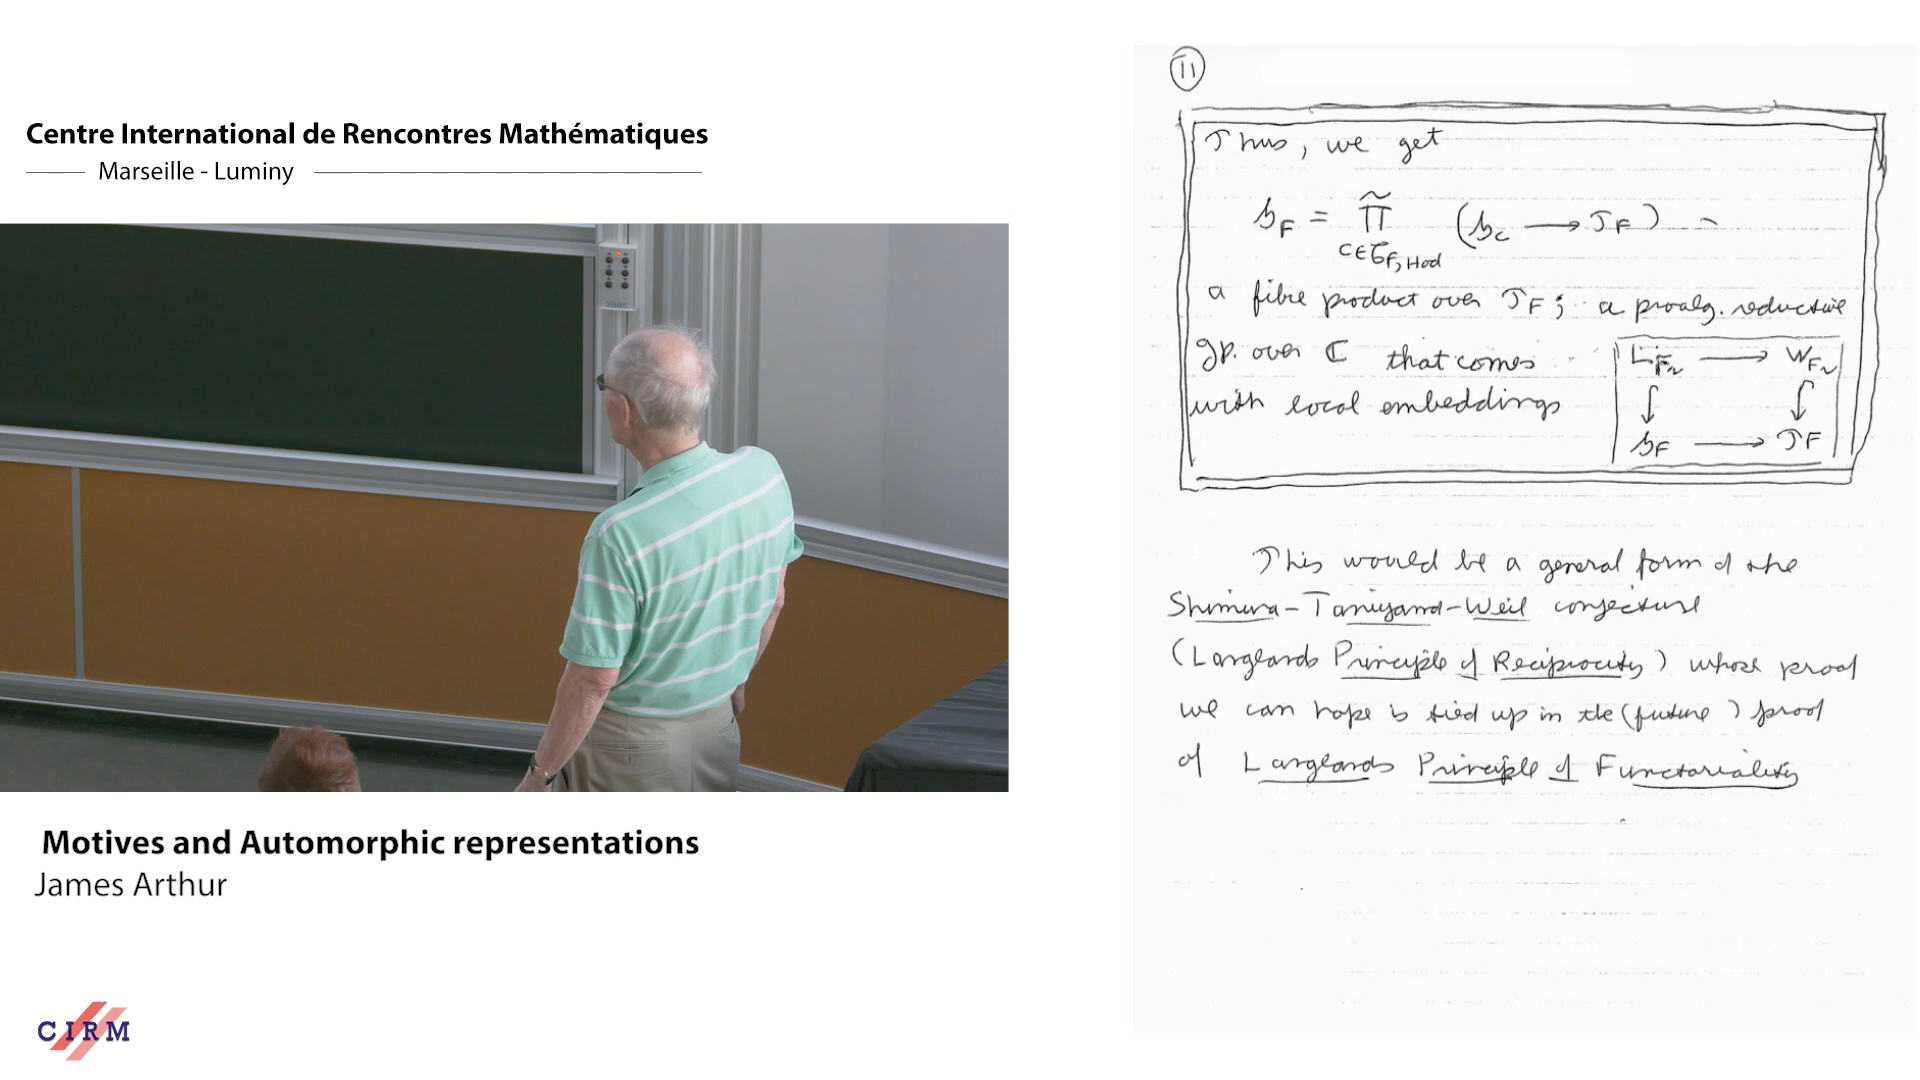 Centre International de Rencontres Mathématiques
Marseille - Luminy
Motives and Automorphic representations
James Arthur
CIRM
11
Thus, we get
𝒢_F = ∏̃_{c∈𝒞_F,Hod} (𝒢_c ⟶ 𝒯_F) –
a fibre product over 𝒯_F ; a proalg. reductive
gp. over ℂ that comes
with local embeddings
L_{F_v} ⟶ W_{F_v}
↪ ↪
𝒢_F ⟶ 𝒯_F
This would be a general form of the
Shimura-Taniyama-Weil conjecture
(Langlands Principle of Reciprocity) whose proof
we can hope is tied up in the (future) proof
of Langlands Principle of Functoriality